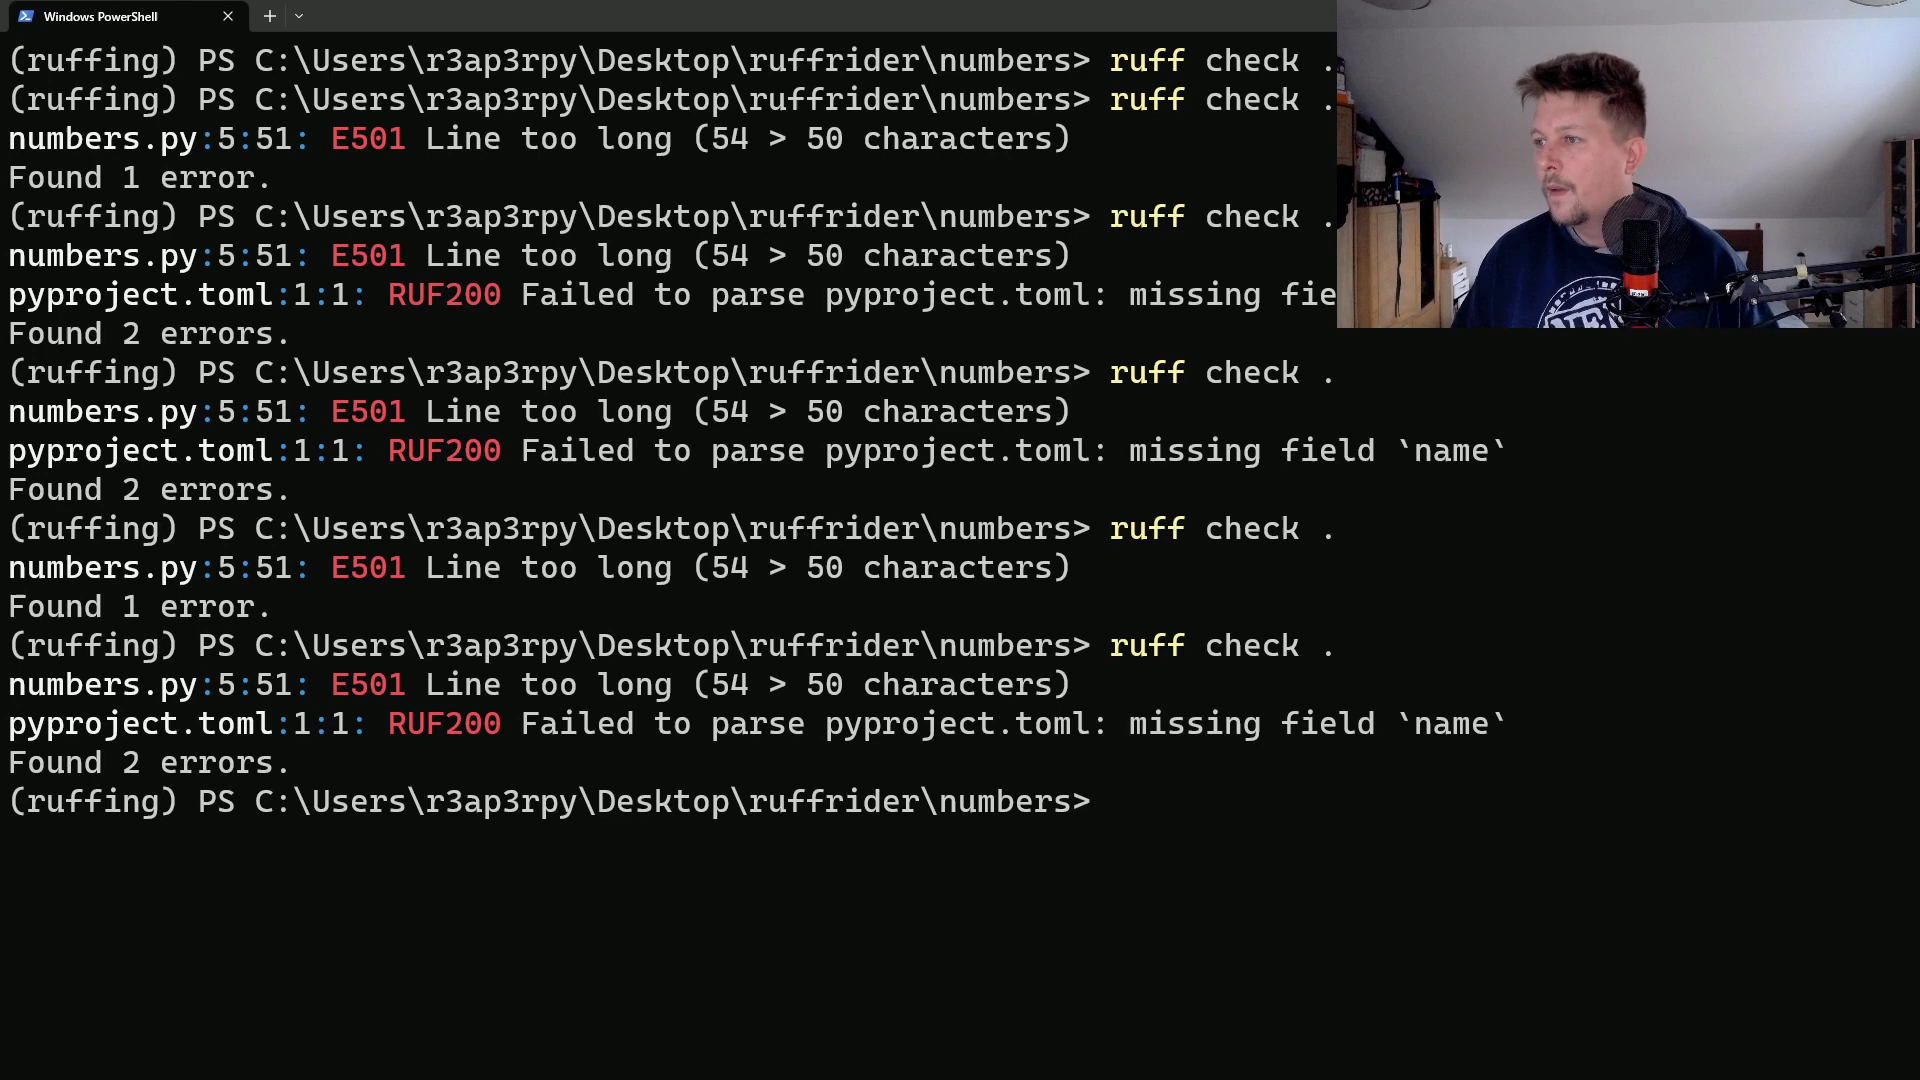 Windows PowerShell
(ruffing) PS C:\Users\r3ap3rpy\Desktop\ruffrider\numbers> ruff check .
(ruffing) PS C:\Users\r3ap3rpy\Desktop\ruffrider\numbers> ruff check .
numbers.py:5:51: E501 Line too long (54 > 50 characters)
Found 1 error.
(ruffing) PS C:\Users\r3ap3rpy\Desktop\ruffrider\numbers> ruff check .
numbers.py:5:51: E501 Line too long (54 > 50 characters)
pyproject.toml:1:1: RUF200 Failed to parse pyproject.toml: missing fie
Found 2 errors.
(ruffing) PS C:\Users\r3ap3rpy\Desktop\ruffrider\numbers> ruff check .
numbers.py:5:51: E501 Line too long (54 > 50 characters)
pyproject.toml:1:1: RUF200 Failed to parse pyproject.toml: missing field `name`
Found 2 errors.
(ruffing) PS C:\Users\r3ap3rpy\Desktop\ruffrider\numbers> ruff check .
numbers.py:5:51: E501 Line too long (54 > 50 characters)
Found 1 error.
(ruffing) PS C:\Users\r3ap3rpy\Desktop\ruffrider\numbers> ruff check .
numbers.py:5:51: E501 Line too long (54 > 50 characters)
pyproject.toml:1:1: RUF200 Failed to parse pyproject.toml: missing field `name`
Found 2 errors.
(ruffing) PS C:\Users\r3ap3rpy\Desktop\ruffrider\numbers>